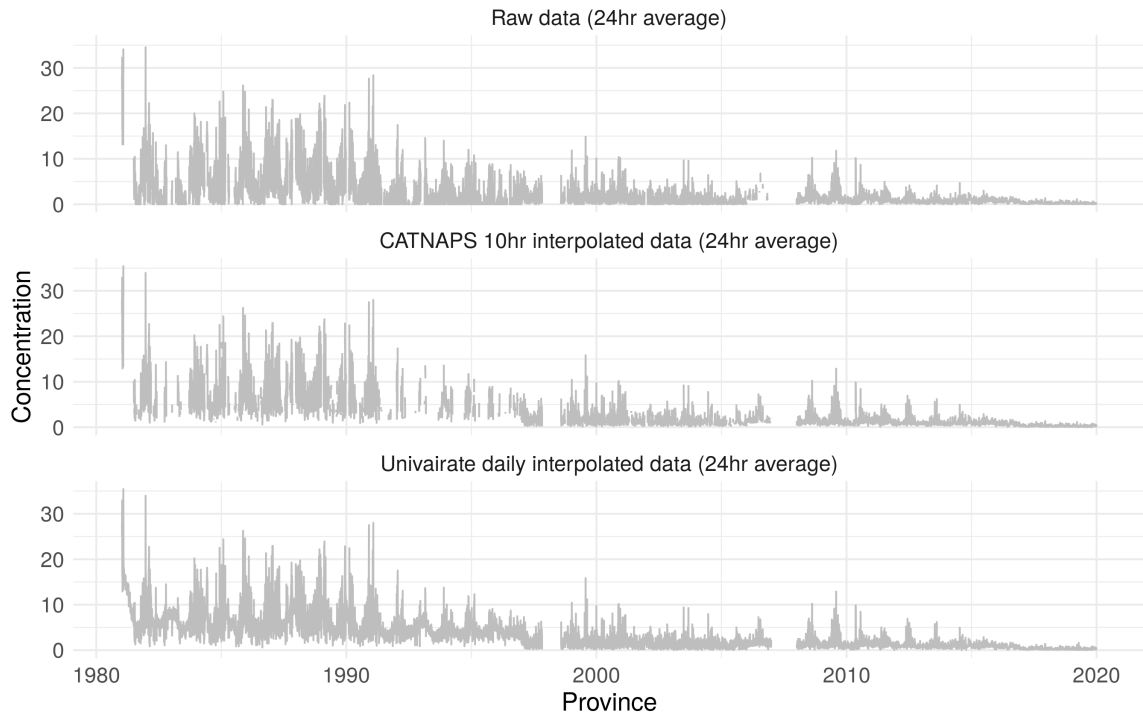 Raw data (24hr average)
30
20
10
0
CATNAPS 10hr interpolated data (24hr average)
Concentration
30
20
10
0
Univairate daily interpolated data (24hr average)
30
20
10
0
1980 1990 2000 2010 2020
Province